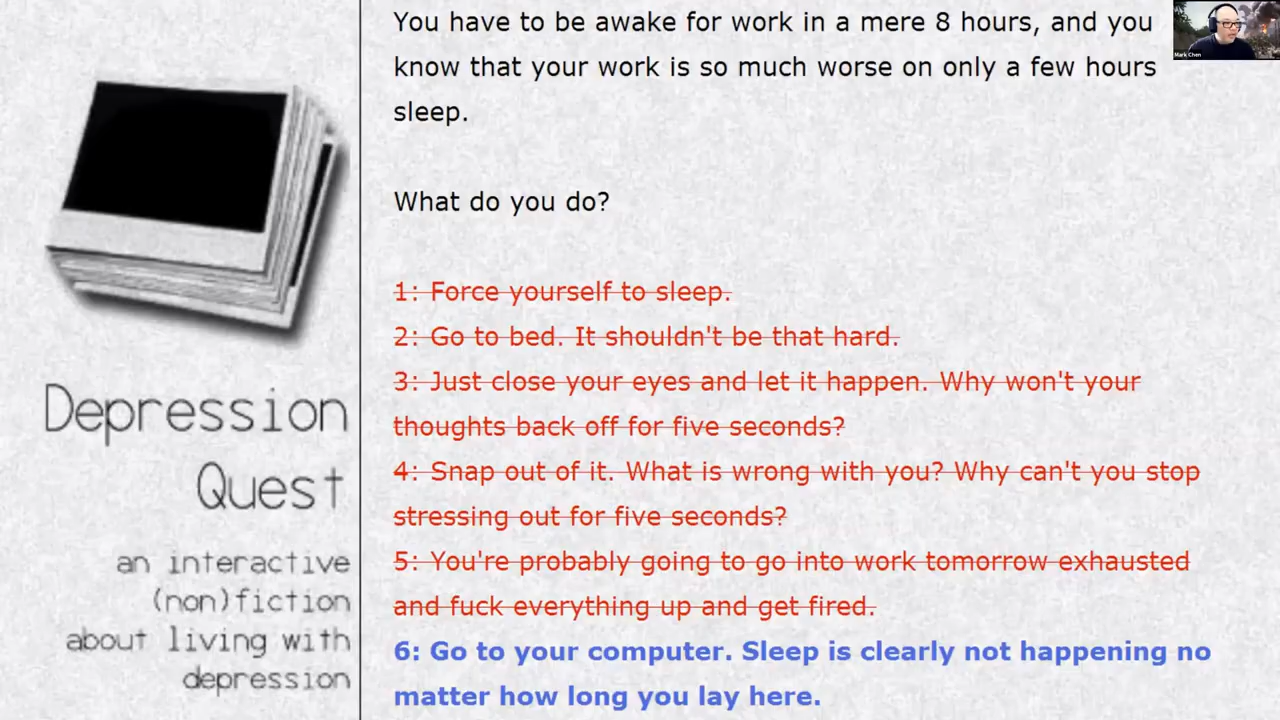 You have to be awake for work in a mere 8 hours, and you
know that your work is so much worse on only a few hours
sleep.
What do you do?
1: Force yourself to sleep.
2: Go to bed. It shouldn't be that hard.
3: Just close your eyes and let it happen. Why won't your
thoughts back off for five seconds?
4: Snap out of it. What is wrong with you? Why can't you stop
stressing out for five seconds?
5: You're probably going to go into work tomorrow exhausted
and fuck everything up and get fired.
6: Go to your computer. Sleep is clearly not happening no
matter how long you lay here.
Depression
Quest
an interactive
(non)fiction
about living with
depression
Mark Chen